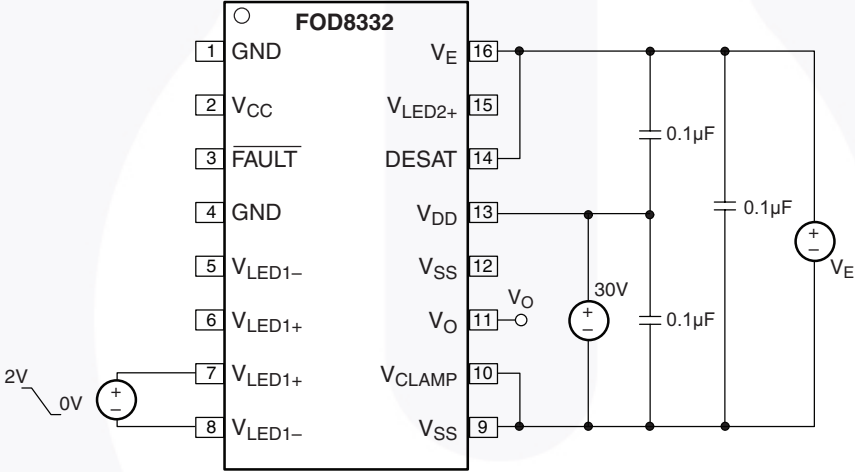 FOD8332
1 GND
VE 16
2 VCC
VLED2+ 15
3 FAULT
DESAT 14
0.1µF
4 GND
VDD 13
0.1µF
5 VLED1–
VSS 12
+
–
VE
6 VLED1+
VO 11
VO
30V
+
–
0.1µF
2V
0V
+
–
7 VLED1+
VCLAMP 10
8 VLED1–
VSS 9